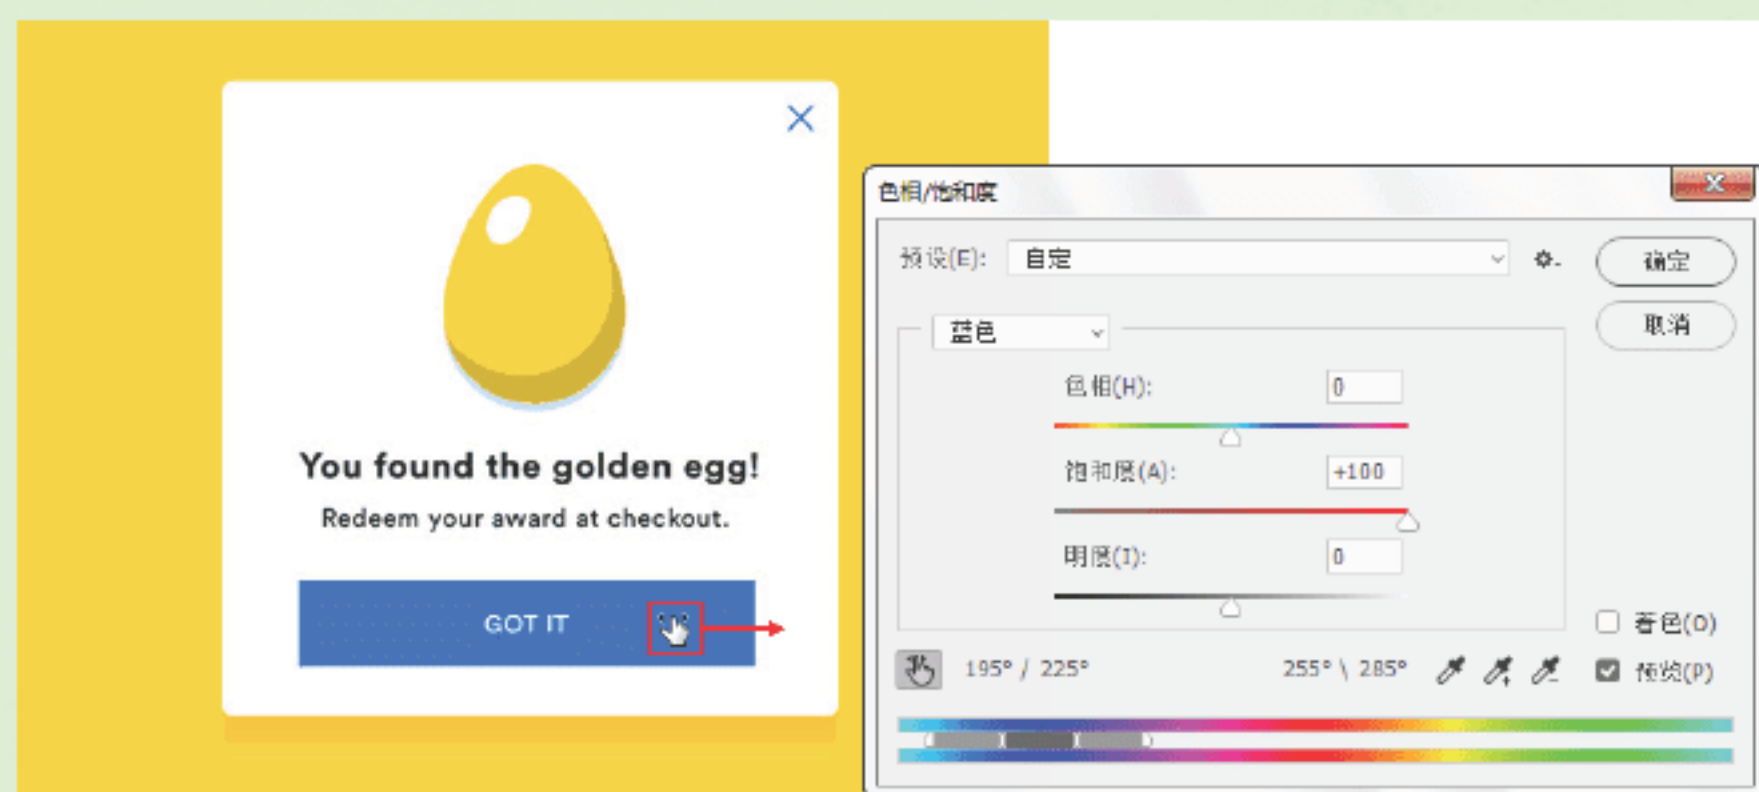 You found the golden egg!
Redeem your award at checkout.
GOT IT
色相/饱和度
预设(E): 自定
确定
取消
蓝色
色相(H): 0
饱和度(A): +100
明度(I): 0
着色(O)
195° / 225° 255° \ 285° 预览(P)